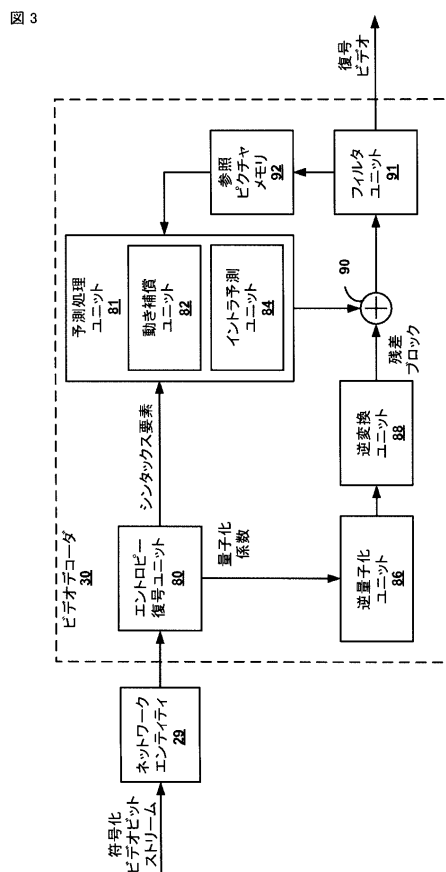 図 3
符号化
ビデオビット
ストリーム
ネットワーク
エンティティ
29
ビデオデコーダ
30
エントロピー
復号ユニット
80
シンタックス要素
量子化
係数
予測処理
ユニット
81
動き補償
ユニット
82
イントラ予測
ユニット
84
逆量子化
ユニット
86
逆変換
ユニット
88
残差
ブロック
90
参照
ピクチャ
メモリ
92
フィルタ
ユニット
91
復号
ビデオ